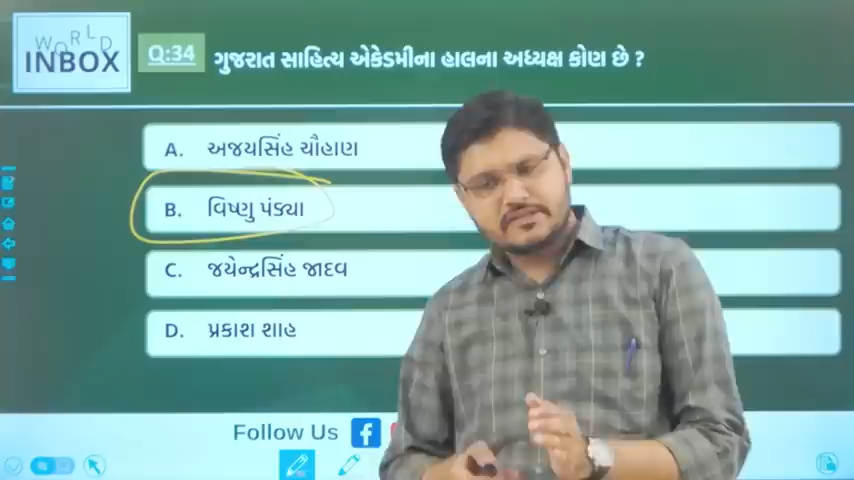 WORLD
INBOX
Q:34
ગુજરાત સાહિત્ય એકેડમીના હાલના અધ્યક્ષ કોણ છે ?
A. અજયસિંહ ચૌહાણ
B. વિષ્ણુ પંડ્યા
C. જયેન્દ્રસિંહ જાદવ
D. પ્રકાશ શાહ
Follow Us